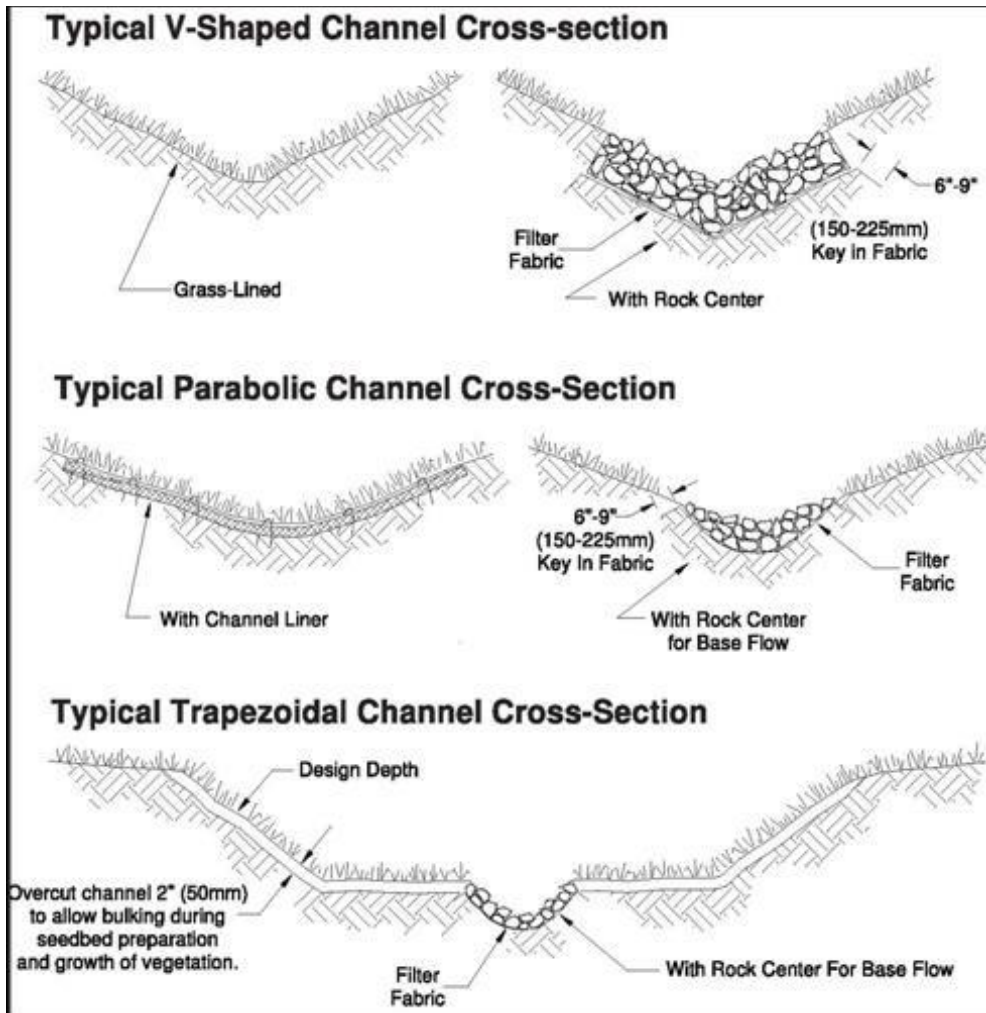 Typical V-Shaped Channel Cross-section
Grass-Lined
Filter
Fabric
With Rock Center
6"-9"
(150-225mm)
Key in Fabric
Typical Parabolic Channel Cross-Section
With Channel Liner
6"-9"
(150-225mm)
Key In Fabric
Filter
Fabric
With Rock Center
for Base Flow
Typical Trapezoidal Channel Cross-Section
Design Depth
Overcut channel 2" (50mm)
to allow bulking during
seedbed preparation
and growth of vegetation.
Filter
Fabric
With Rock Center For Base Flow